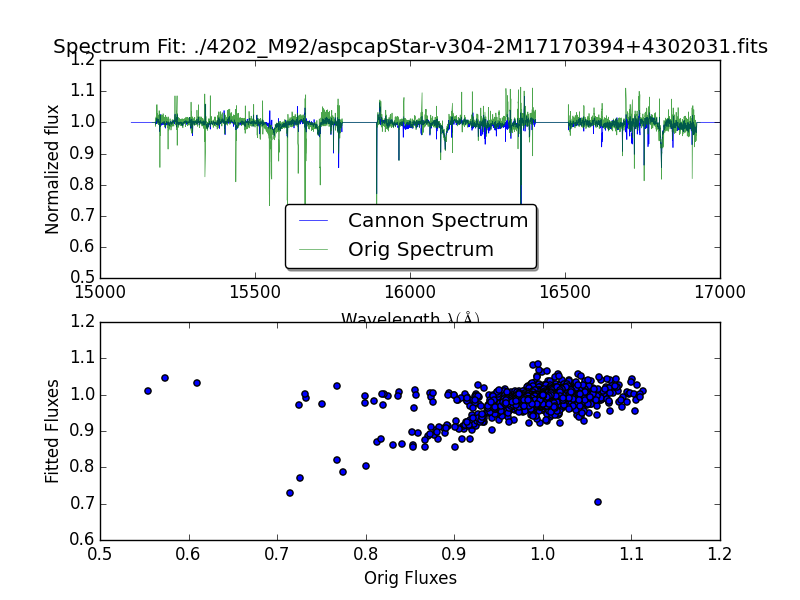 Spectrum Fit: ./4202_M92/aspcapStar-v304-2M17170394+4302031.fits
1.2
1.1
1.0
0.9
0.8
0.7
0.6
0.5
Normalized flux
Cannon Spectrum
Orig Spectrum
15000 15500 16000 16500 17000
Wavelength λ(Å)
1.2
1.1
1.0
0.9
0.8
0.7
0.6
Fitted Fluxes
0.5 0.6 0.7 0.8 0.9 1.0 1.1 1.2
Orig Fluxes